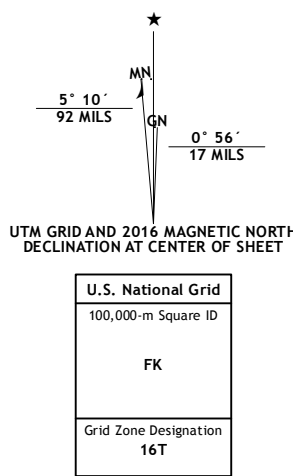 MN
GN
5° 10´
92 MILS
0° 56´
17 MILS
UTM GRID AND 2016 MAGNETIC NORTH
DECLINATION AT CENTER OF SHEET
U.S. National Grid
100,000-m Square ID
FK
Grid Zone Designation
16T